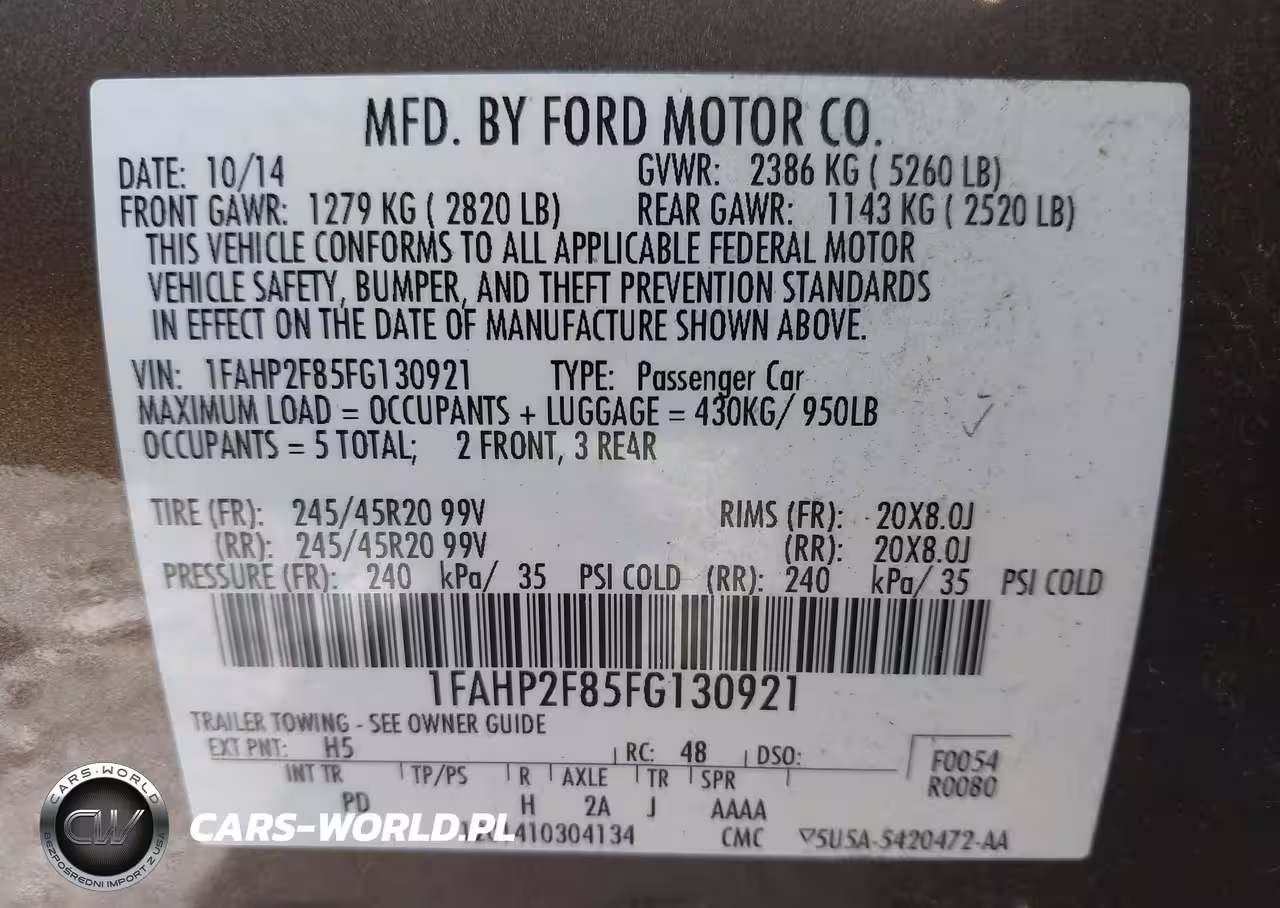 MFD. BY FORD MOTOR CO.
DATE: 10/14 GVWR: 2386 KG ( 5260 LB)
FRONT GAWR: 1279 KG ( 2820 LB) REAR GAWR: 1143 KG ( 2520 LB)
THIS VEHICLE CONFORMS TO ALL APPLICABLE FEDERAL MOTOR
VEHICLE SAFETY, BUMPER, AND THEFT PREVENTION STANDARDS
IN EFFECT ON THE DATE OF MANUFACTURE SHOWN ABOVE.
VIN: 1FAHP2F85FG130921 TYPE: Passenger Car
MAXIMUM LOAD = OCCUPANTS + LUGGAGE = 430KG/ 950LB
OCCUPANTS = 5 TOTAL; 2 FRONT, 3 REAR
TIRE (FR): 245/45R20 99V RIMS (FR): 20X8.0J
(RR): 245/45R20 99V (RR): 20X8.0J
PRESSURE (FR): 240 kPa/ 35 PSI COLD (RR): 240 kPa/ 35 PSI COLD
1FAHP2F85FG130921
TRAILER TOWING - SEE OWNER GUIDE
EXT PNT: H5 RC: 48 DSO: F0054
INT TR TP/PS R AXLE TR SPR R0080
PD H 2A J AAAA
410304134 CMC ▽5U5A-5420472-AA
CARS-WORLD
CW
BEZPOŚREDNI IMPORT Z USA
CARS-WORLD.PL